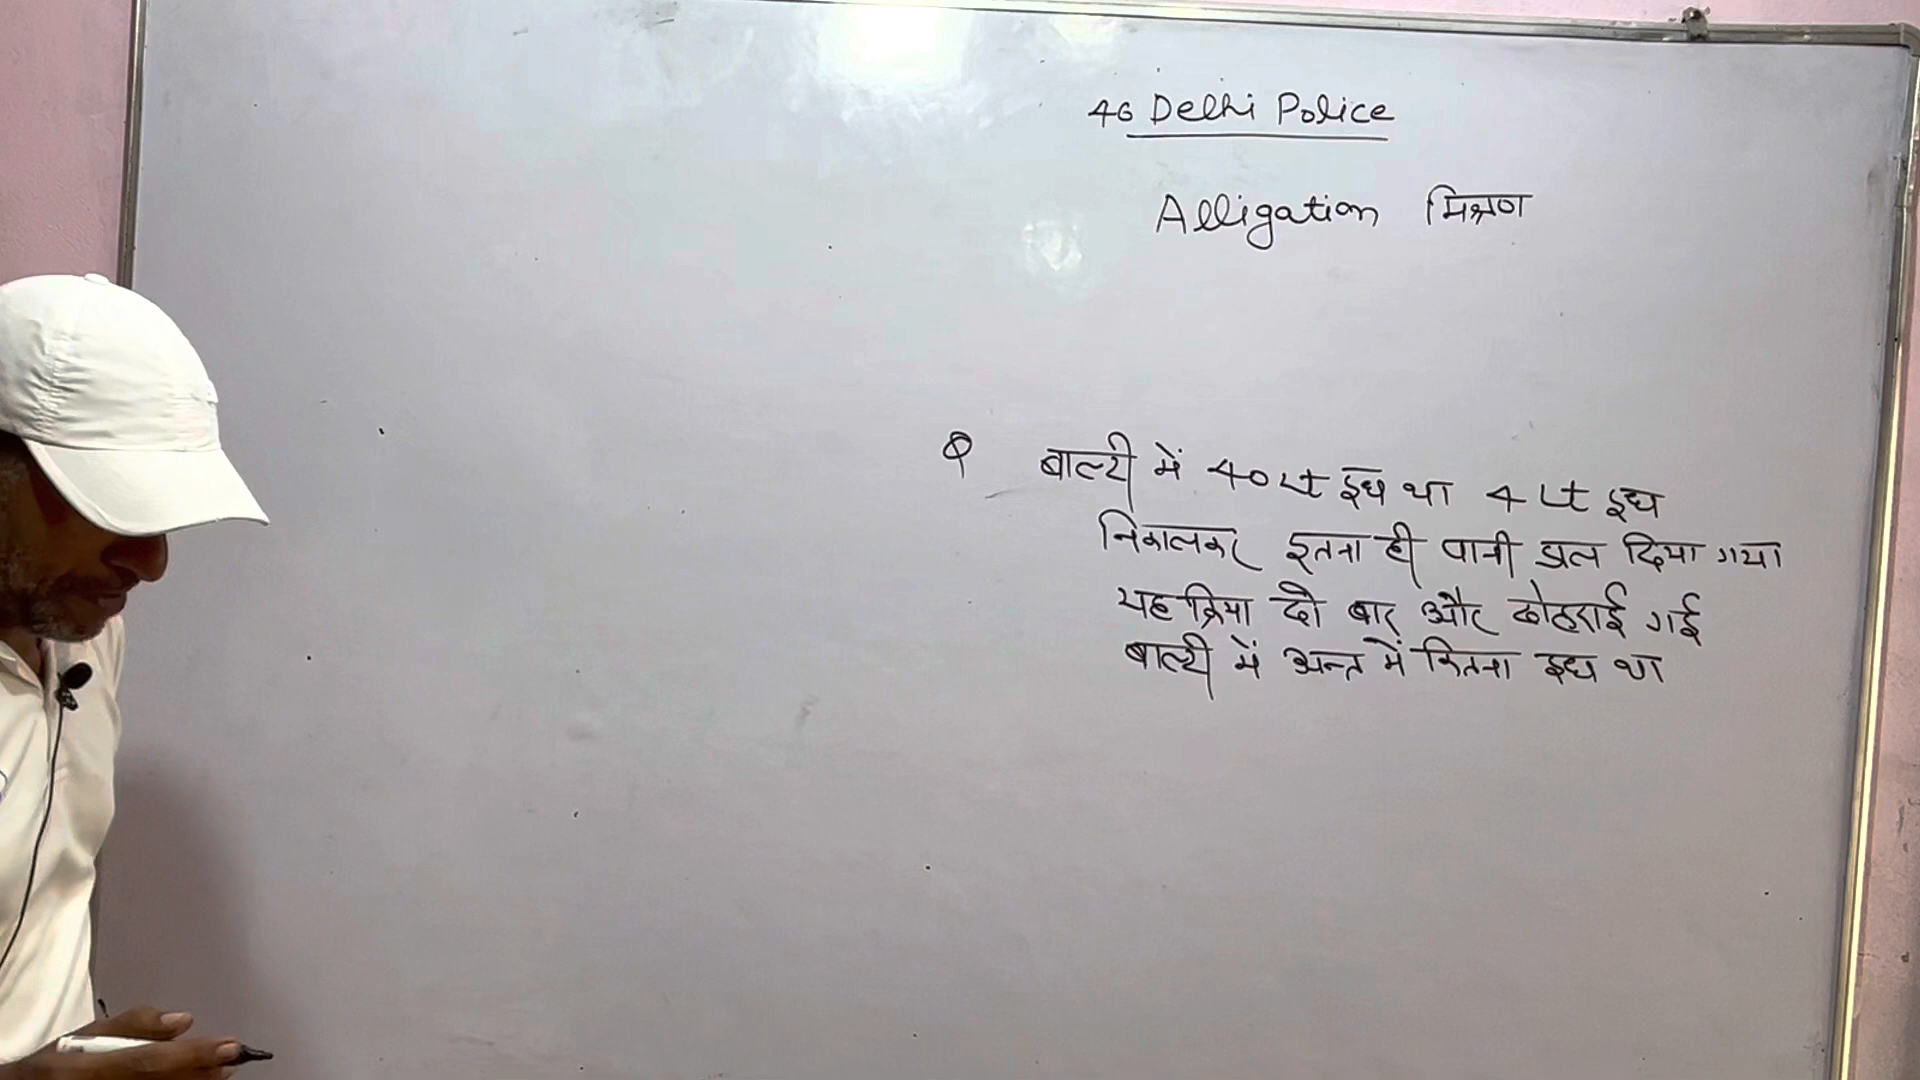 46 Delhi Police
Alligation मिश्रण
Q बाल्टी में 40 Lt दूध था 4 Lt दूध
निकालकर इतना ही पानी डाल दिया गया
यह क्रिया दो बार और दोहराई गई
बाल्टी में अन्त में कितना दूध था